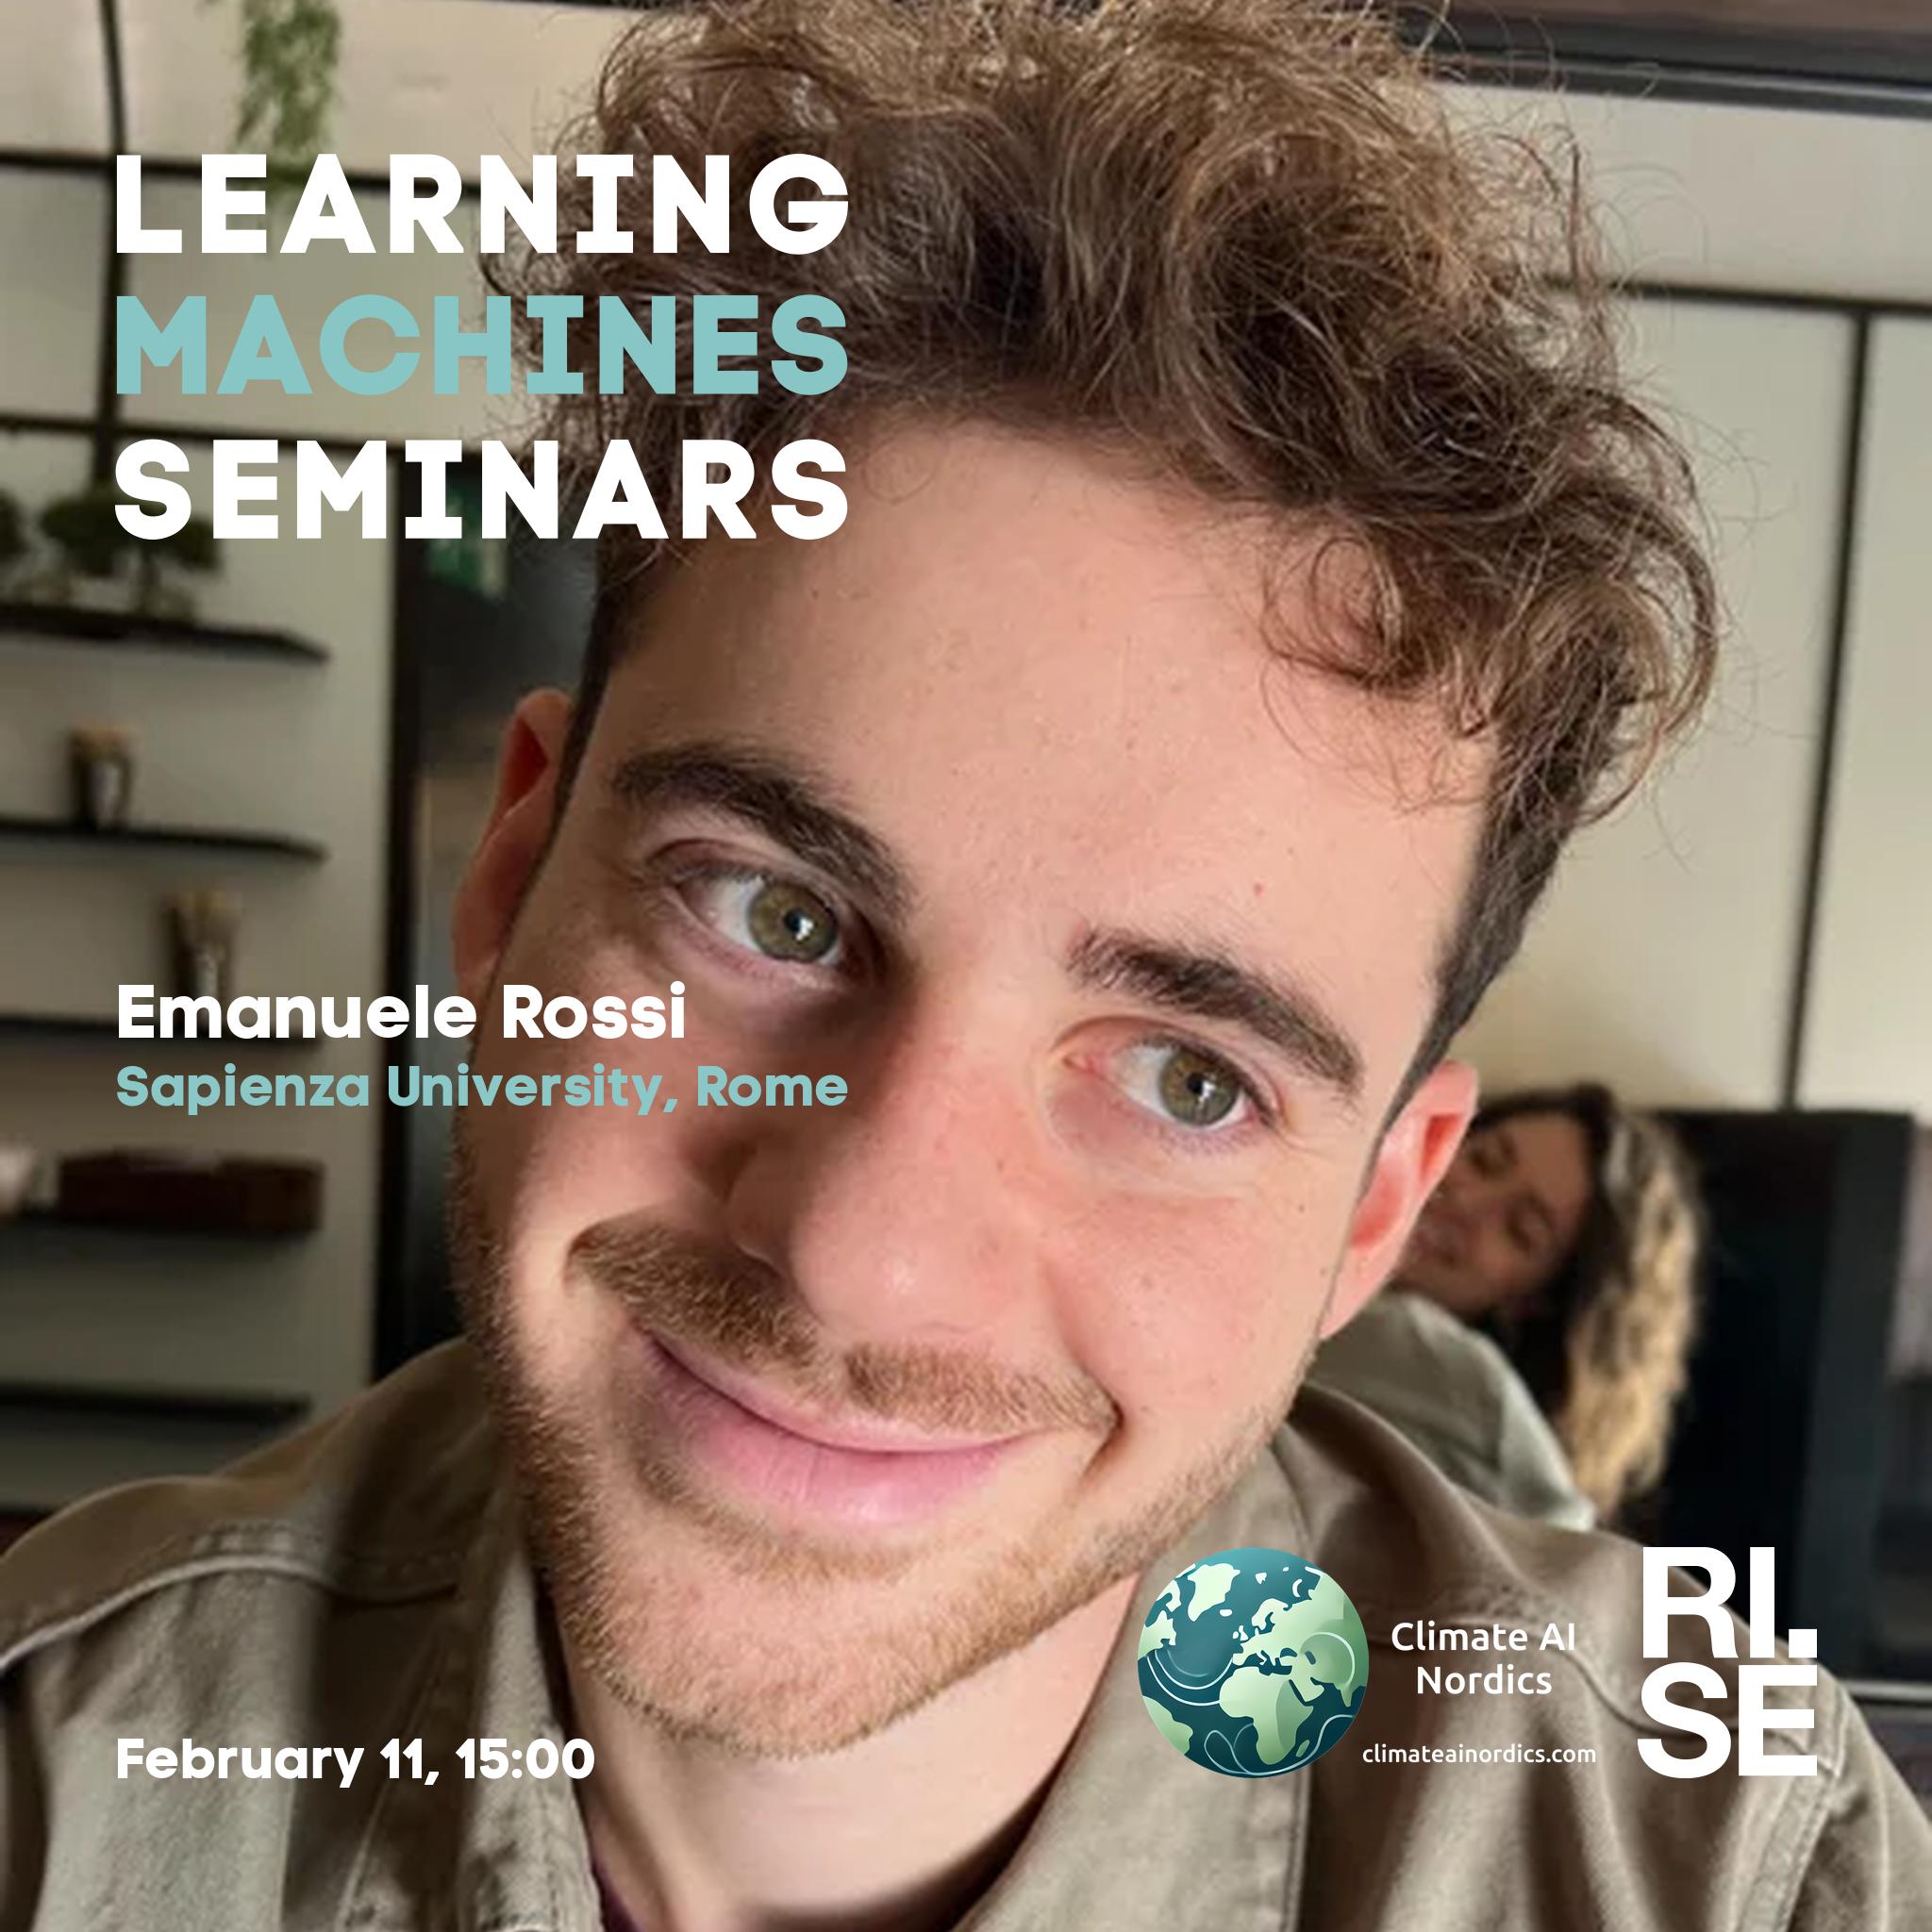 LEARNING
MACHINES
SEMINARS
Emanuele Rossi
Sapienza University, Rome
February 11, 15:00
Climate AI
Nordics
climateainordics.com
RI.
SE